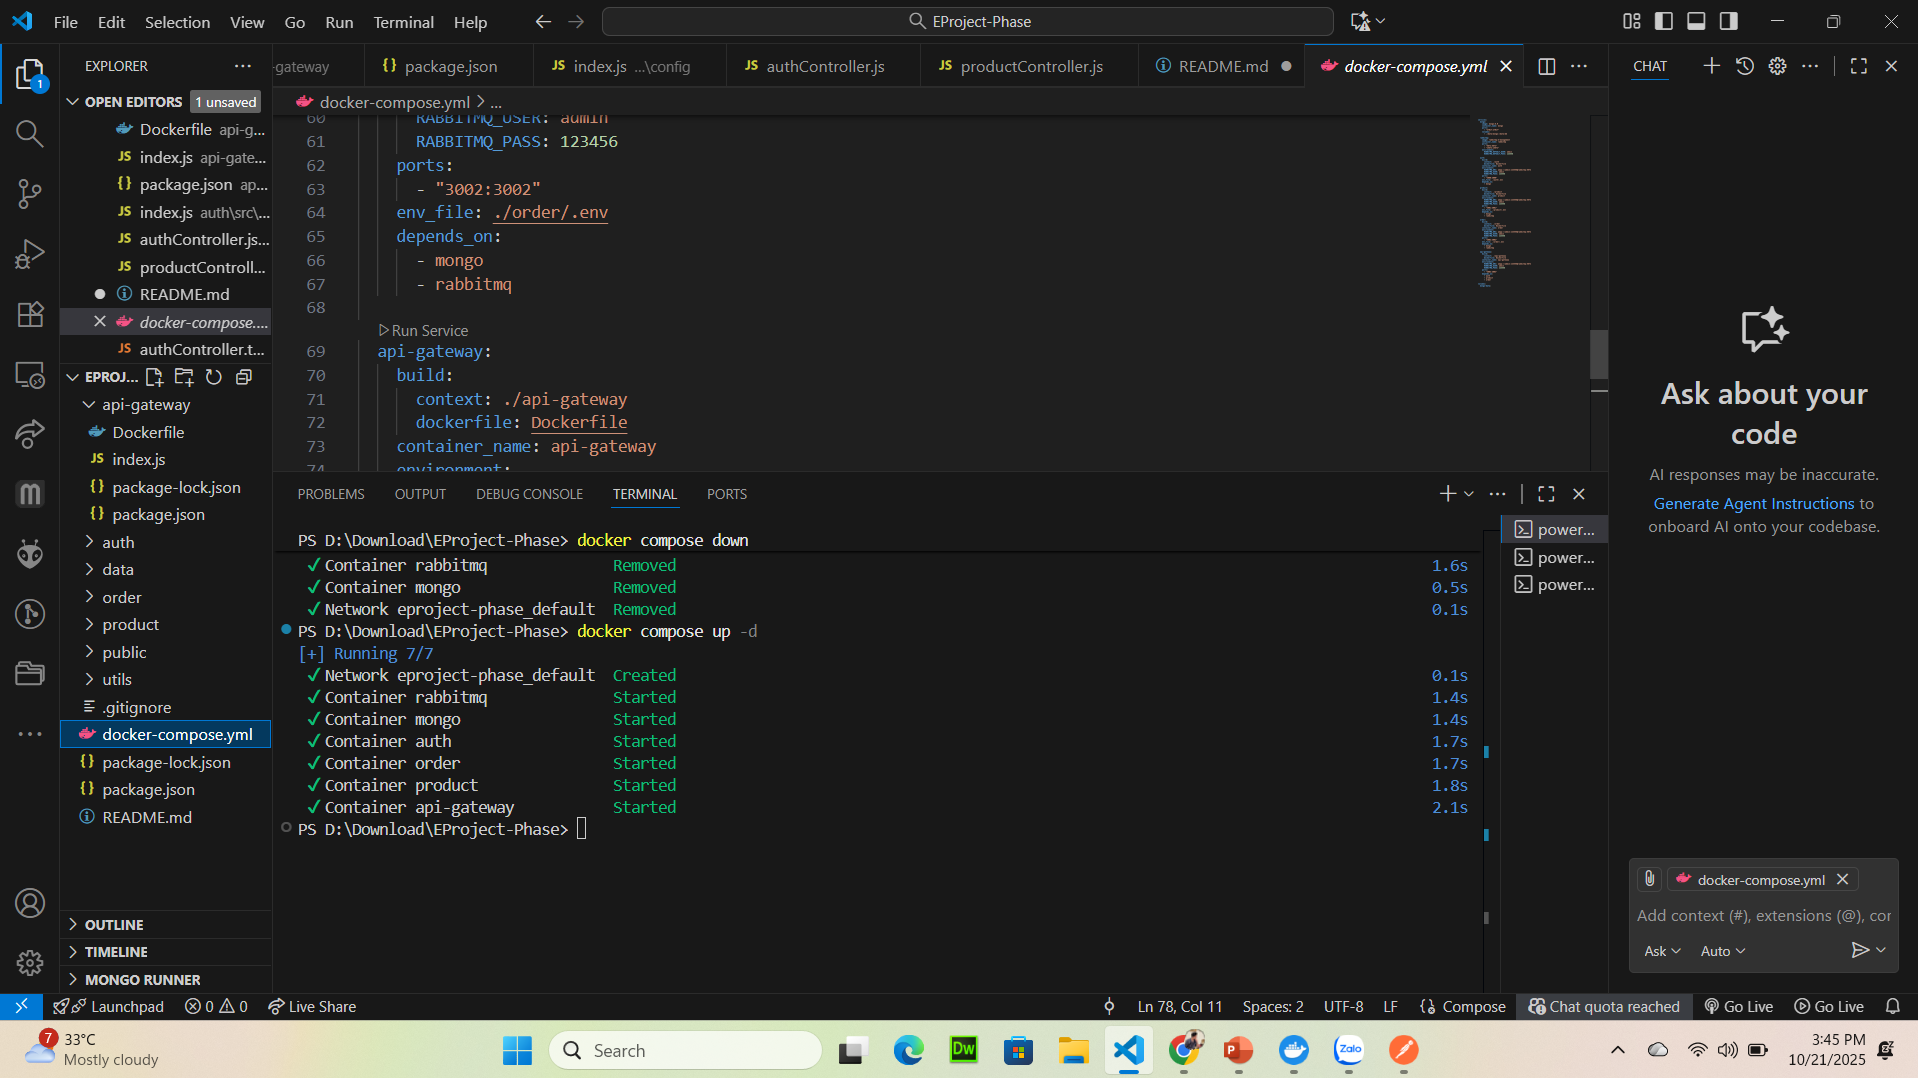 File Edit Selection View Go Run Terminal Help
EProject-Phase
EXPLORER
OPEN EDITORS 1 unsaved
Dockerfile api-g...
index.js api-gate...
package.json ap...
index.js auth\src\...
authController.js...
productControll...
README.md
docker-compose....
authController.t...
EPROJ...
api-gateway
Dockerfile
index.js
package-lock.json
package.json
auth
data
order
product
public
utils
.gitignore
docker-compose.yml
package-lock.json
package.json
README.md
OUTLINE
TIMELINE
MONGO RUNNER
-gateway
package.json
index.js ...\config
authController.js
productController.js
README.md
docker-compose.yml
docker-compose.yml > ...
60 RABBITMQ_USER: admin
61 RABBITMQ_PASS: 123456
62 ports:
63 - "3002:3002"
64 env_file: ./order/.env
65 depends_on:
66 - mongo
67 - rabbitmq
68
Run Service
69 api-gateway:
70 build:
71 context: ./api-gateway
72 dockerfile: Dockerfile
73 container_name: api-gateway
74 environment:
PROBLEMS OUTPUT DEBUG CONSOLE TERMINAL PORTS
PS D:\Download\EProject-Phase> docker compose down
✓ Container rabbitmq Removed 1.6s
✓ Container mongo Removed 0.5s
✓ Network eproject-phase_default Removed 0.1s
PS D:\Download\EProject-Phase> docker compose up -d
[+] Running 7/7
✓ Network eproject-phase_default Created 0.1s
✓ Container rabbitmq Started 1.4s
✓ Container mongo Started 1.4s
✓ Container auth Started 1.7s
✓ Container order Started 1.7s
✓ Container product Started 1.8s
✓ Container api-gateway Started 2.1s
PS D:\Download\EProject-Phase>
power...
power...
power...
CHAT
Ask about your
code
AI responses may be inaccurate.
Generate Agent Instructions to
onboard AI onto your codebase.
docker-compose.yml
Add context (#), extensions (@), cor
Ask Auto
Launchpad 0 0 Live Share
Ln 78, Col 11 Spaces: 2 UTF-8 LF Compose Chat quota reached Go Live Go Live
7
33°C
Mostly cloudy
Search
Dw
Zalo
3:45 PM
10/21/2025